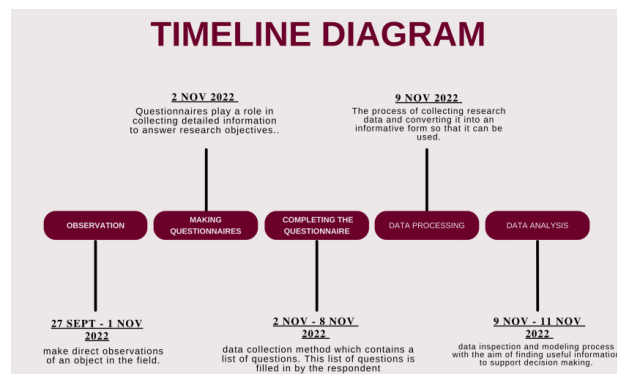 TIMELINE DIAGRAM
2 NOV 2022
Questionnaires play a role in
collecting detailed information
to answer research objectives..
9 NOV 2022
The process of collecting research
data and converting it into an
informative form so that it can be
used.
OBSERVATION
MAKING
QUESTIONNAIRES
COMPLETING THE
QUESTIONNAIRE
DATA PROCESSING
DATA ANALYSIS
27 SEPT - 1 NOV
2022
make direct observations
of an object in the field.
2 NOV - 8 NOV
2022
data collection method which contains a
list of questions. This list of questions is
filled in by the respondent
9 NOV - 11 NOV
2022
data inspection and modeling process
with the aim of finding useful information
to support decision making.